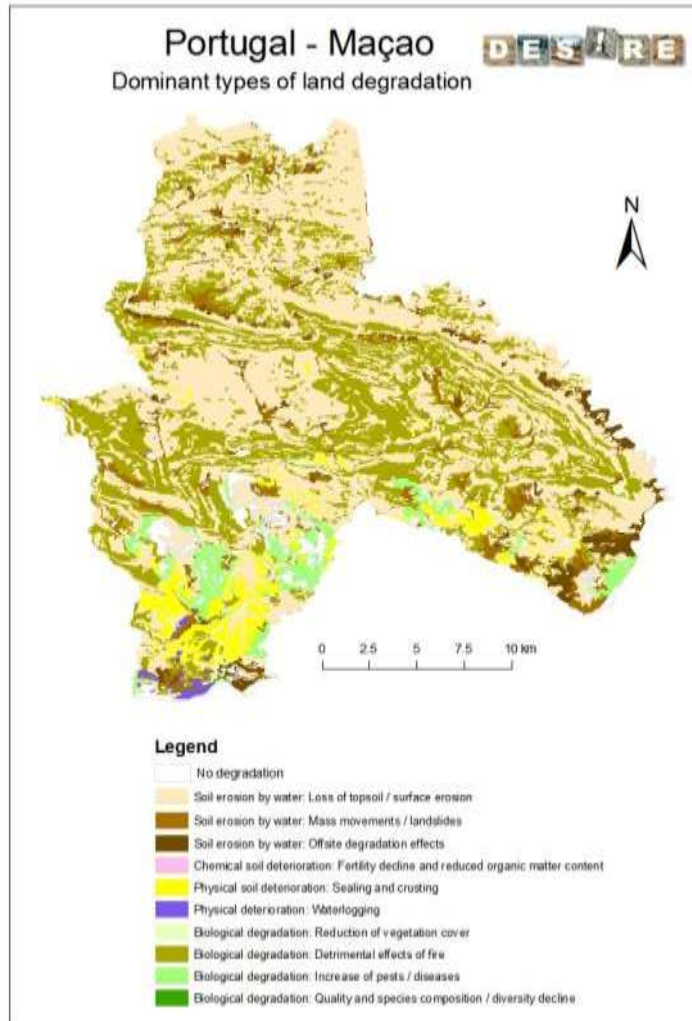 Portugal - Maçao
DES!RE
Dominant types of land degradation
N
0 2.5 5 7.5 10 km
Legend
No degradation
Soil erosion by water: Loss of topsoil / surface erosion
Soil erosion by water: Mass movements / landslides
Soil erosion by water: Offsite degradation effects
Chemical soil deterioration: Fertility decline and reduced organic matter content
Physical soil deterioration: Sealing and crusting
Physical deterioration: Waterlogging
Biological degradation: Reduction of vegetation cover
Biological degradation: Detrimental effects of fire
Biological degradation: Increase of pests / diseases
Biological degradation: Quality and species composition / diversity decline